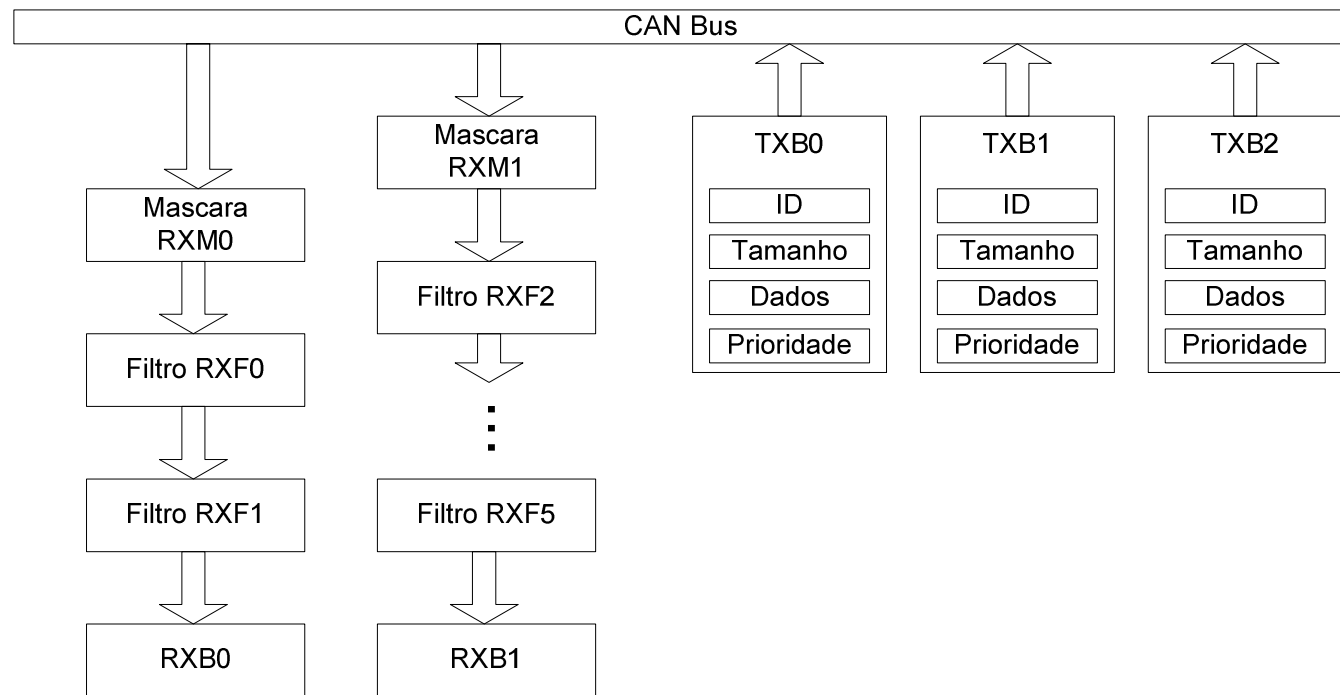 CAN Bus
Mascara
RXM0
Filtro RXF0
Filtro RXF1
RXB0
Mascara
RXM1
Filtro RXF2
Filtro RXF5
RXB1
TXB0
ID
Tamanho
Dados
Prioridade
TXB1
ID
Tamanho
Dados
Prioridade
TXB2
ID
Tamanho
Dados
Prioridade